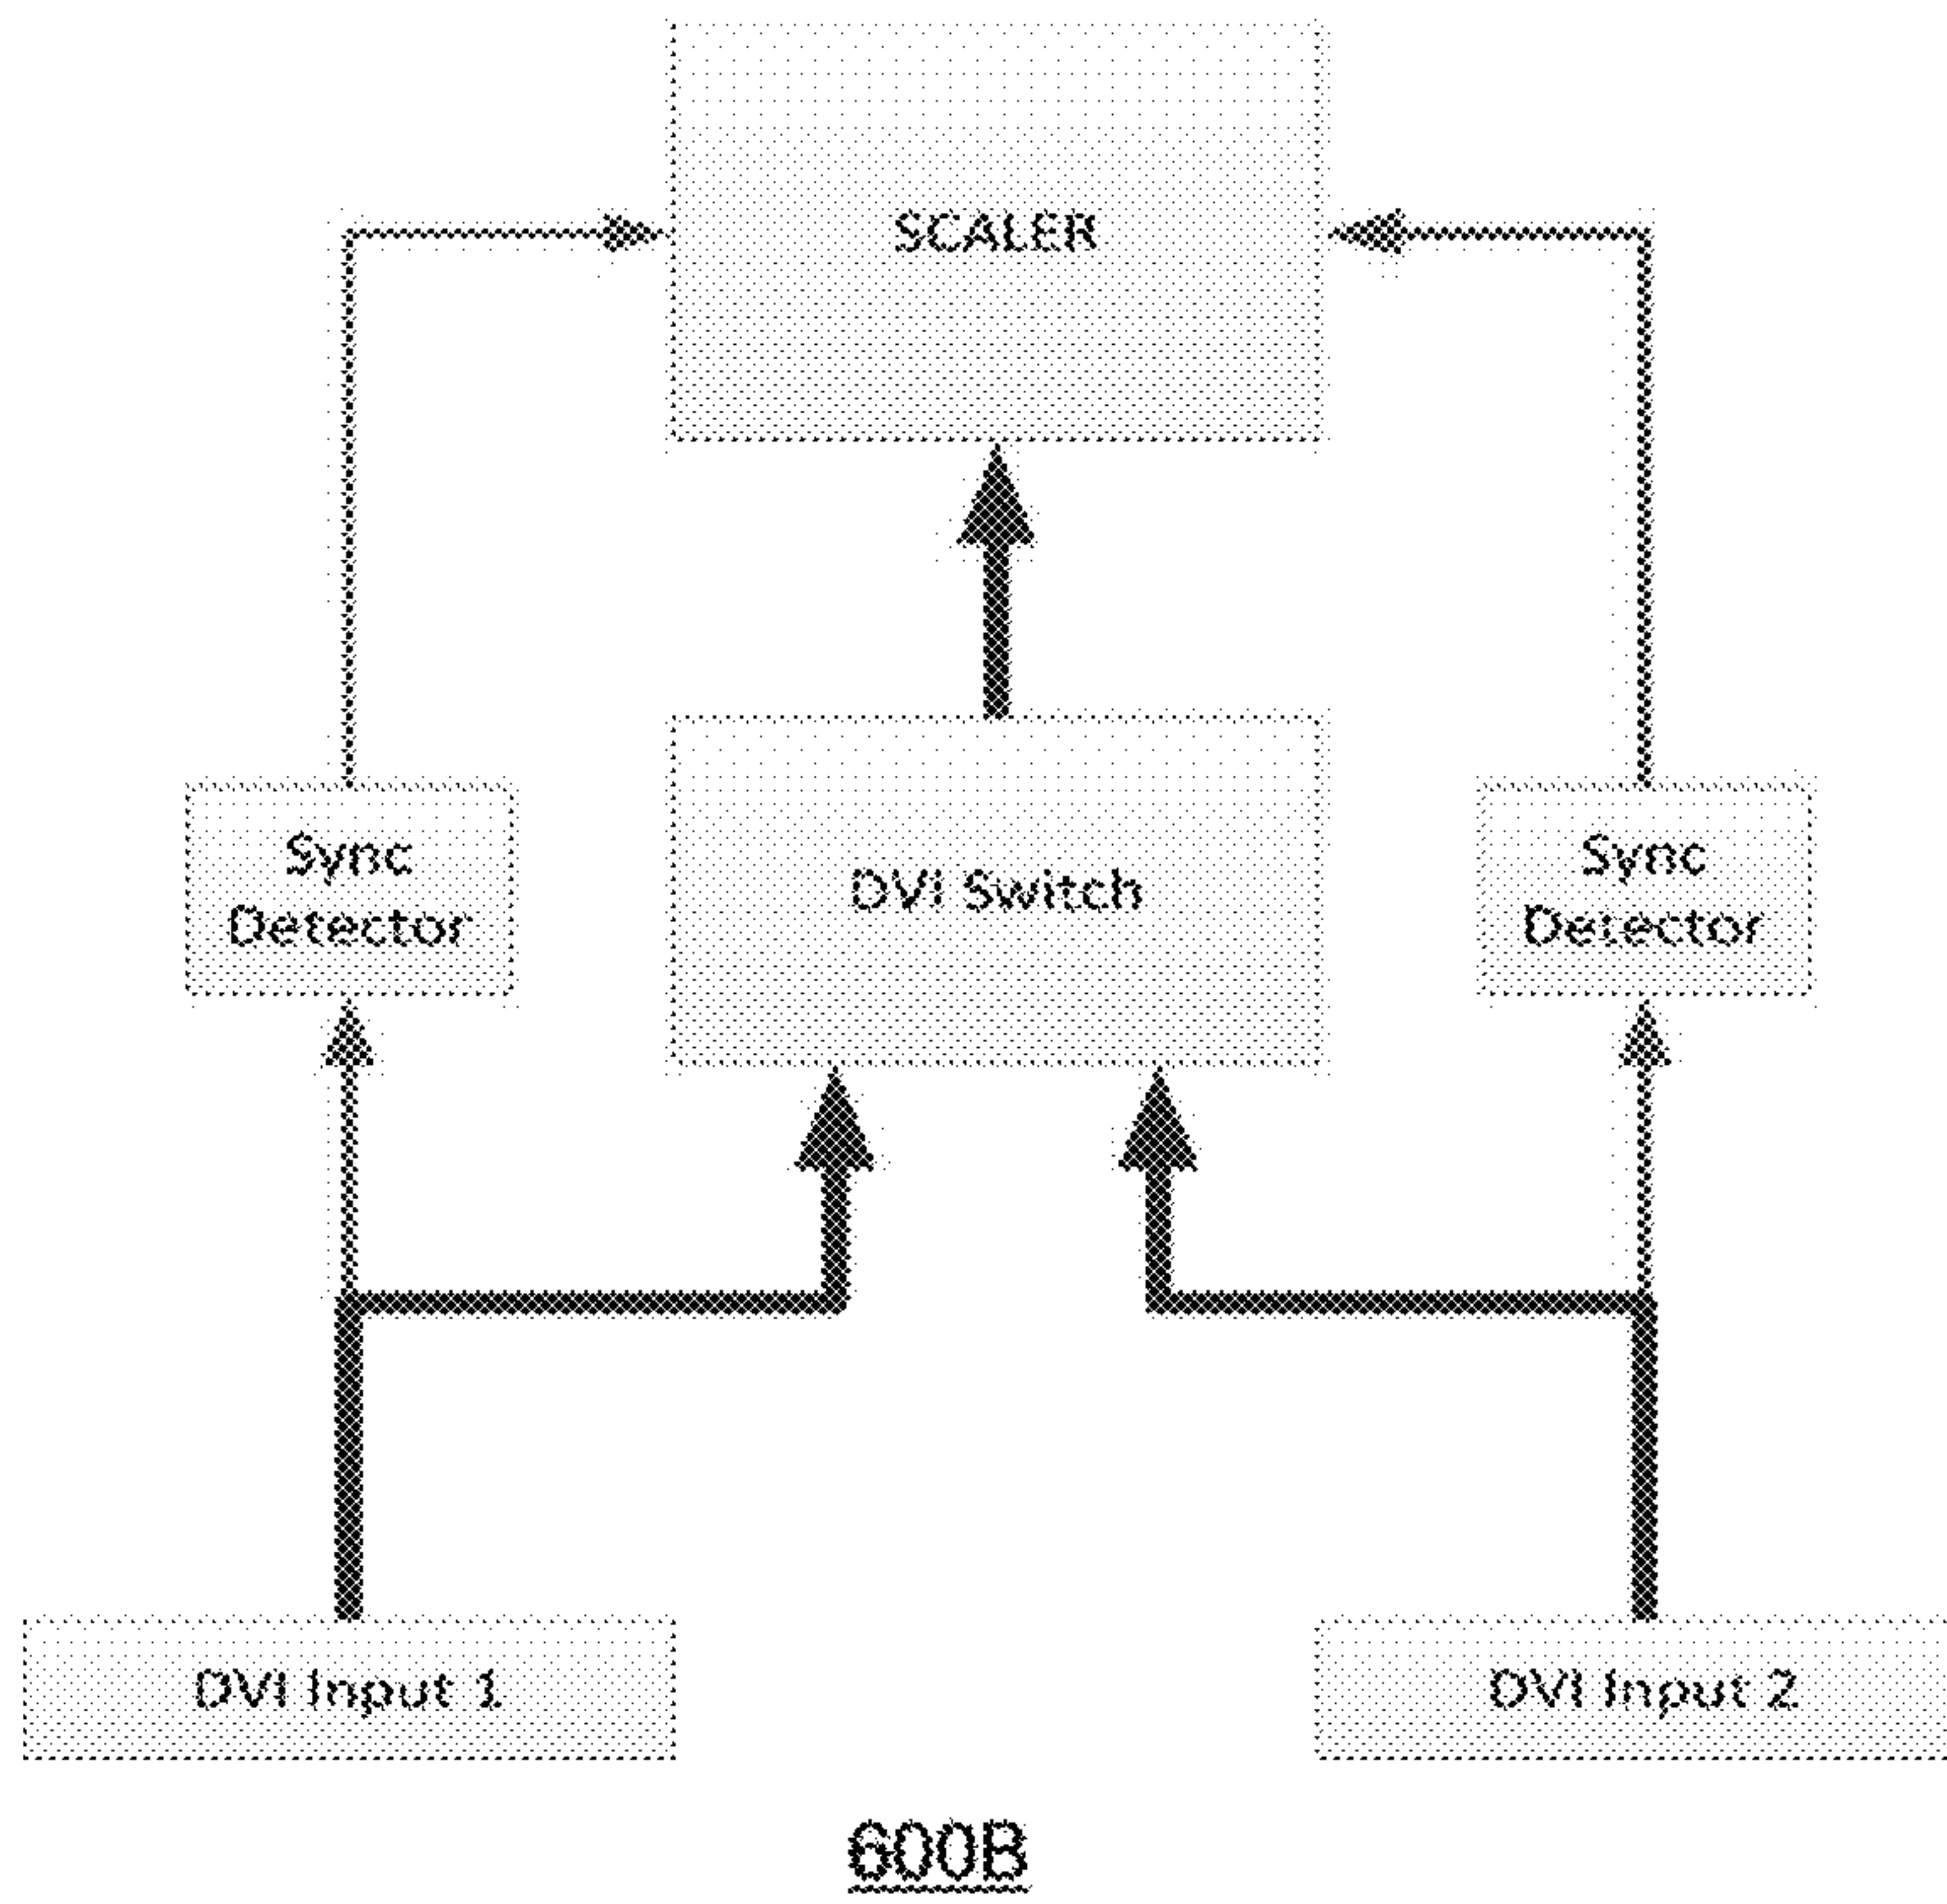 SCALER
Sync
Detector
DVI Switch
Sync
Detector
DVI Input 1
DVI Input 2
600B